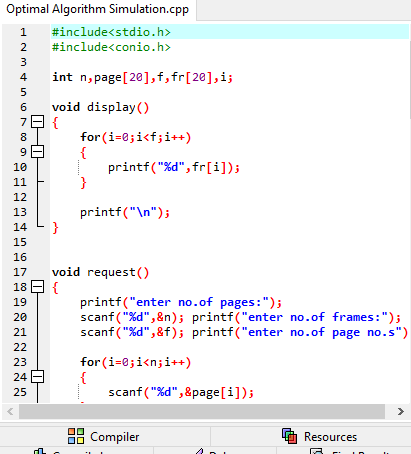 Optimal Algorithm Simulation.cpp
1 #include<stdio.h>
2 #include<conio.h>
3
4 int n,page[20],f,fr[20],i;
5
6 void display()
7 {
8 for(i=0;i<f;i++)
9 {
10 printf("%d",fr[i]);
11 }
12
13 printf("\n");
14 }
15
16
17 void request()
18 {
19 printf("enter no.of pages:");
20 scanf("%d",&n); printf("enter no.of frames:");
21 scanf("%d",&f); printf("enter no.of page no.s")
22
23 for(i=0;i<n;i++)
24 {
25 scanf("%d",&page[i]);
Compiler Resources